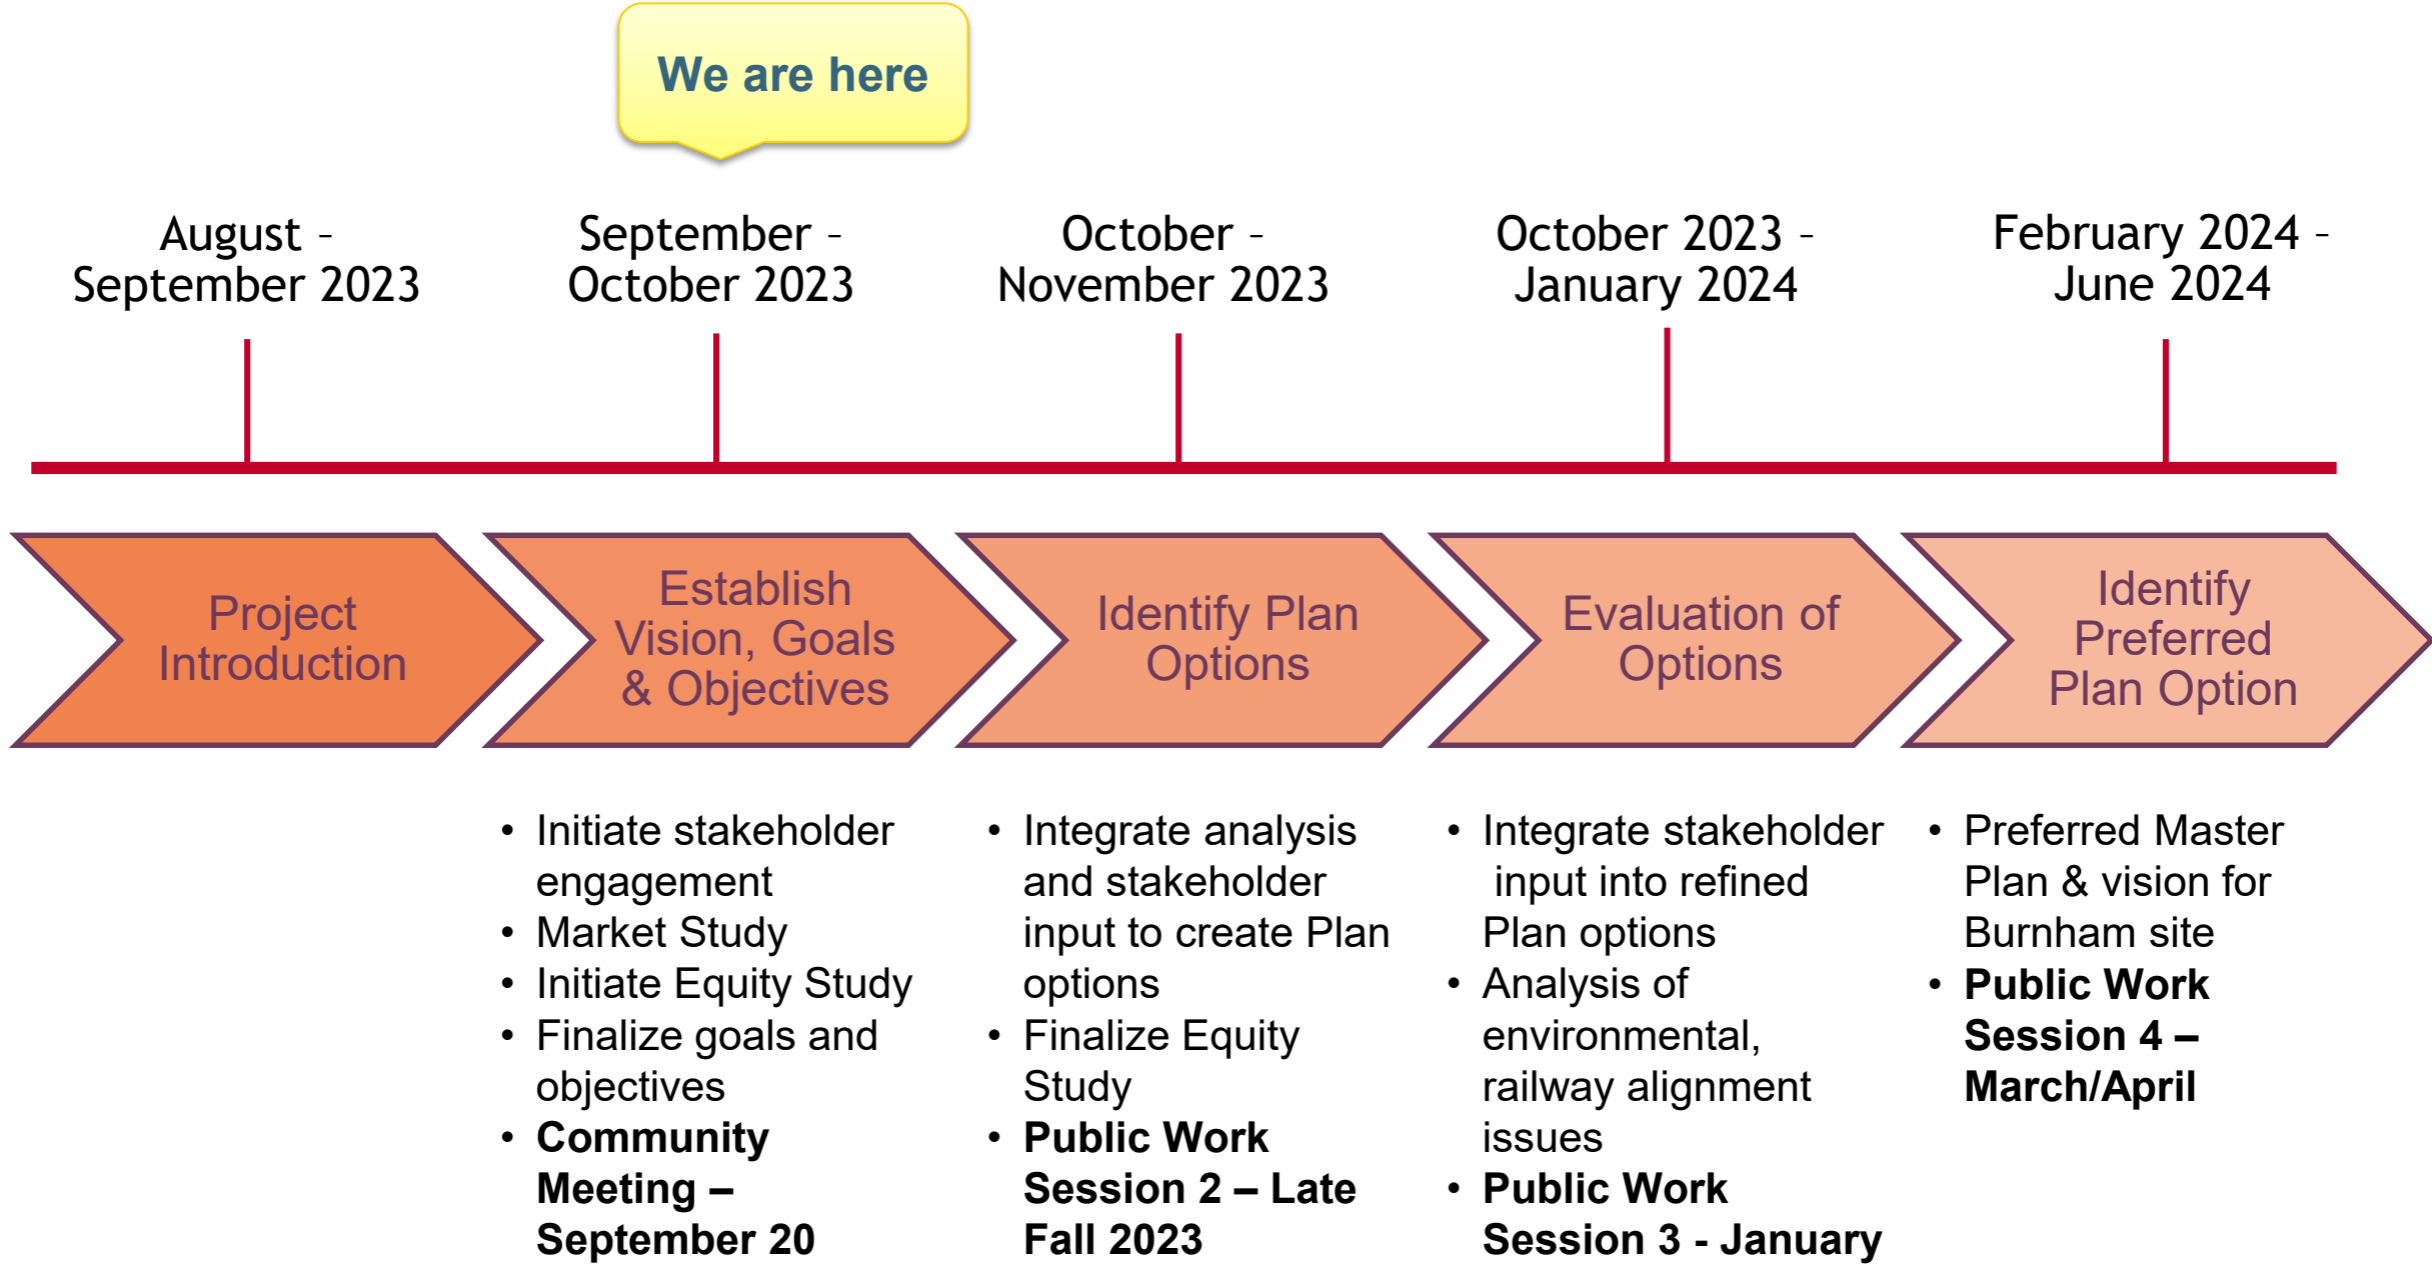 We are here
August –
September 2023
September –
October 2023
October –
November 2023
October 2023 –
January 2024
February 2024 –
June 2024
Project
Introduction
Establish
Vision, Goals
& Objectives
Identify Plan
Options
Evaluation of
Options
Identify
Preferred
Plan Option
• Initiate stakeholder
engagement
• Market Study
• Initiate Equity Study
• Finalize goals and
objectives
• Community
Meeting –
September 20
• Integrate analysis
and stakeholder
input to create Plan
options
• Finalize Equity
Study
• Public Work
Session 2 – Late
Fall 2023
• Integrate stakeholder
input into refined
Plan options
• Analysis of
environmental,
railway alignment
issues
• Public Work
Session 3 - January
• Preferred Master
Plan & vision for
Burnham site
• Public Work
Session 4 –
March/April